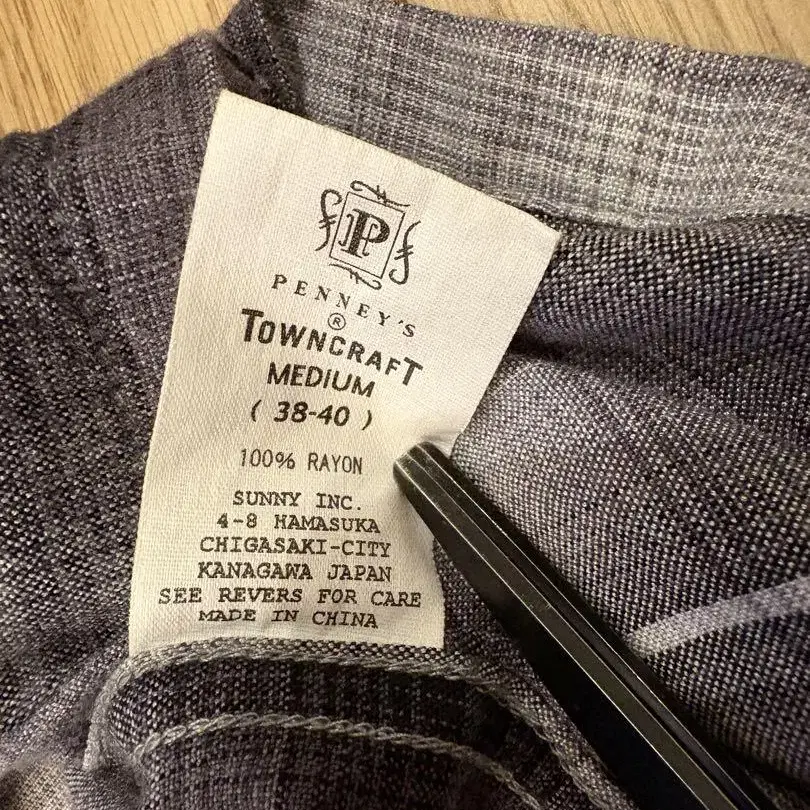 P
PENNEY'S
®
TOWNCRAFT
MEDIUM
( 38-40 )
100% RAYON
SUNNY INC.
4-8 HAMASUKA
CHIGASAKI-CITY
KANAGAWA JAPAN
SEE REVERS FOR CARE
MADE IN CHINA